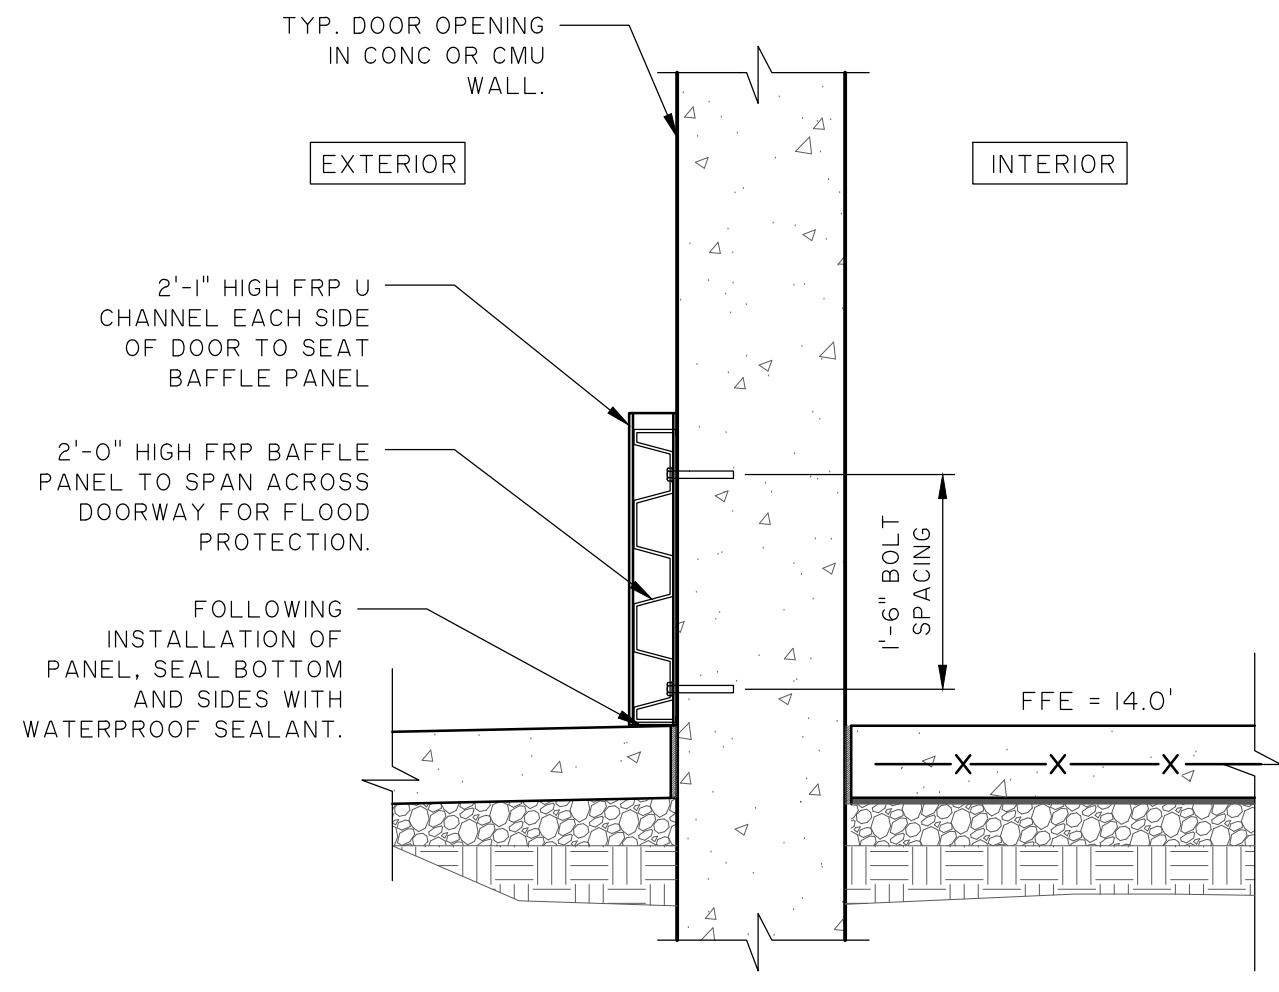 TYP. DOOR OPENING
IN CONC OR CMU
WALL.
EXTERIOR
INTERIOR
2'-1" HIGH FRP U
CHANNEL EACH SIDE
OF DOOR TO SEAT
BAFFLE PANEL
2'-0" HIGH FRP BAFFLE
PANEL TO SPAN ACROSS
DOORWAY FOR FLOOD
PROTECTION.
1'-6" BOLT
SPACING
FOLLOWING
INSTALLATION OF
PANEL, SEAL BOTTOM
AND SIDES WITH
WATERPROOF SEALANT.
FFE = 14.0'